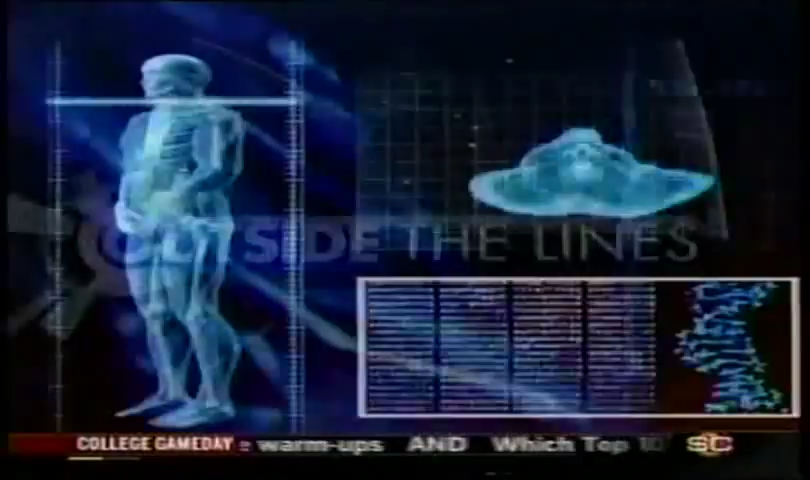 OUTSIDE THE LINES
COLLEGE GAMEDAY : warm-ups AND Which Top 10 SC